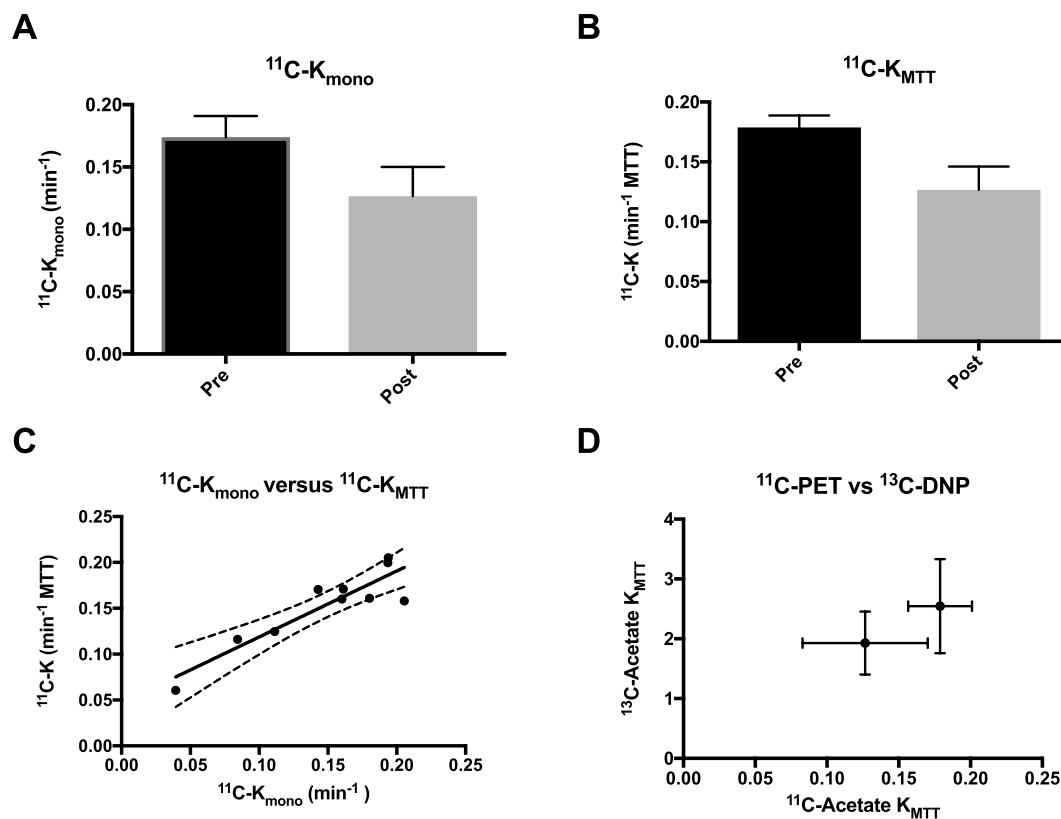 A
¹¹C-Kmono
0.20
0.15
0.10
0.05
0.00
¹¹C-Kmono (min⁻¹)
Pre
Post
B
¹¹C-KMTT
0.20
0.15
0.10
0.05
0.00
¹¹C-K (min⁻¹ MTT)
Pre
Post
C
¹¹C-Kmono versus ¹¹C-KMTT
0.25
0.20
0.15
0.10
0.05
0.00
¹¹C-K (min⁻¹ MTT)
0.00 0.05 0.10 0.15 0.20 0.25
¹¹C-Kmono (min⁻¹ )
D
¹¹C-PET vs ¹³C-DNP
4
3
2
1
0
¹³C-Acetate KMTT
0.00 0.05 0.10 0.15 0.20 0.25
¹¹C-Acetate KMTT